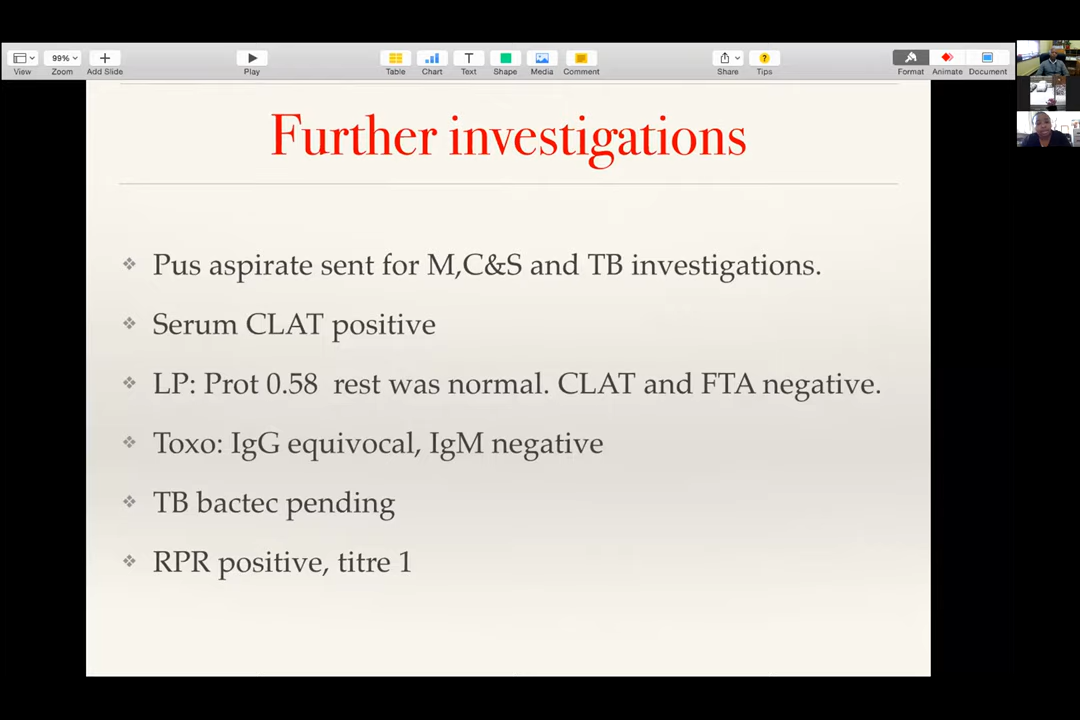 99%
View
Zoom
Add Slide
Play
Table
Chart
T
Text
Shape
Media
Comment
Share
?
Tips
Format
Animate
Document
Further investigations
Pus aspirate sent for M,C&S and TB investigations.
Serum CLAT positive
LP: Prot 0.58 rest was normal. CLAT and FTA negative.
Toxo: IgG equivocal, IgM negative
TB bactec pending
RPR positive, titre 1